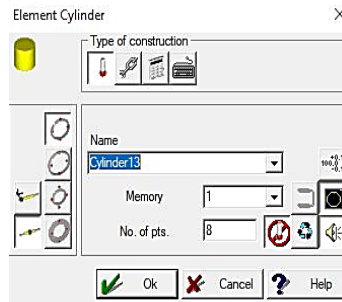 Element Cylinder
Type of construction
Name
Cylinder13
Memory
1
No. of pts.
8
Ok
Cancel
? Help